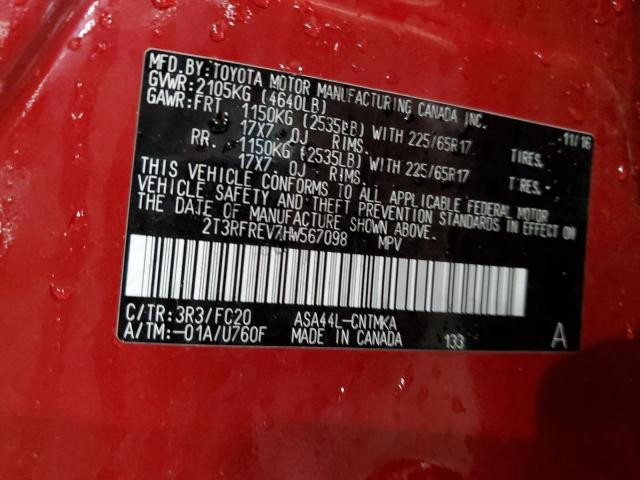 MFD.BY:TOYOTA MOTOR MANUFACTURING CANADA INC.
GVWR:2105KG (4640LB) 11/16
GAWR:FRT 1150KG (2535LB) WITH 225/65R17 TIRES.
17X7.0J RIMS.
RR 1150KG (2535LB) WITH 225/65R17 TIRES.
17X7.0J RIMS.
THIS VEHICLE CONFORMS TO ALL APPLICABLE FEDERAL MOTOR
VEHICLE SAFETY AND THEFT PREVENTION STANDARDS IN EFFECT ON
THE DATE OF MANUFACTURE SHOWN ABOVE.
2T3RFREV7HW567098 MPV
C/TR:3R3/FC20 ASA44L-CNTMKA
A/TM:-01A/U760F MADE IN CANADA 133 A